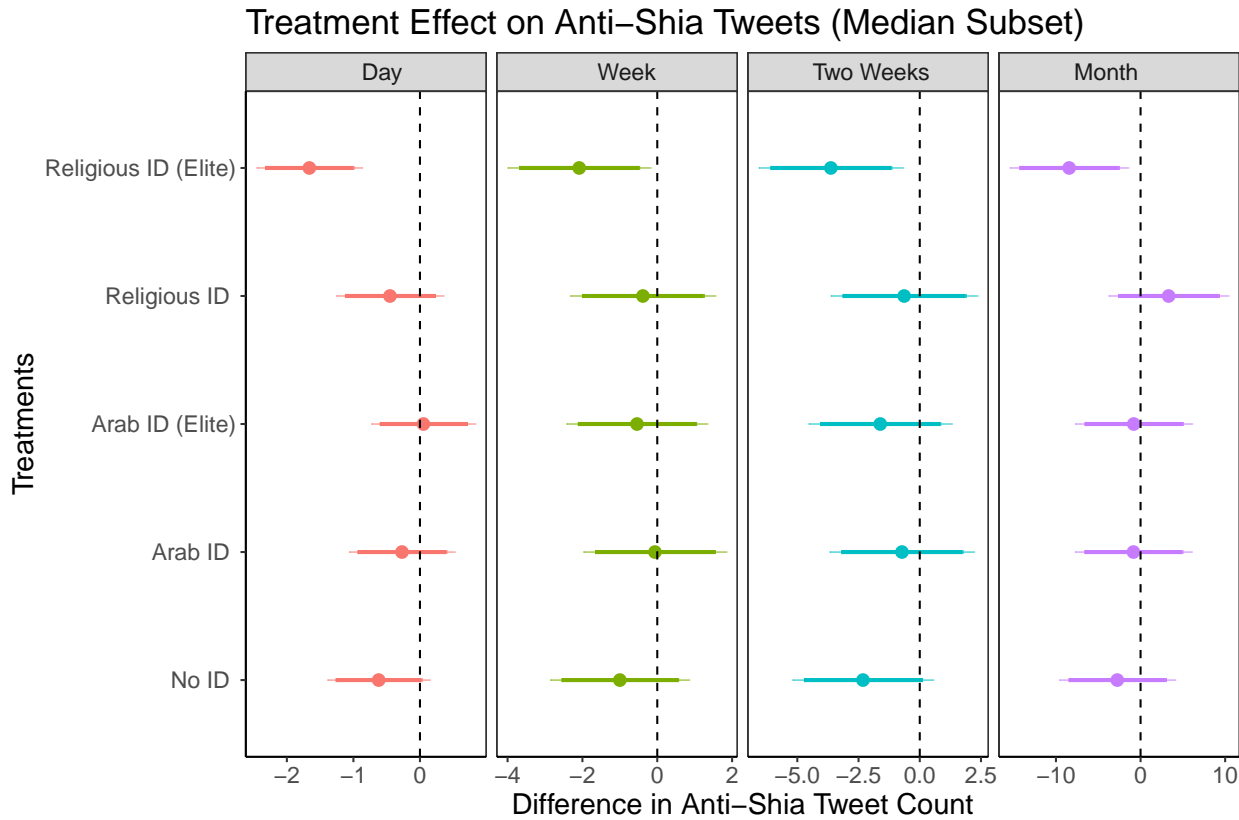 Treatment Effect on Anti−Shia Tweets (Median Subset)
Day Week Two Weeks Month
Treatments
Religious ID (Elite)
Religious ID
Arab ID (Elite)
Arab ID
No ID
−2 −1 0 −4 −2 0 2 −5.0 −2.5 0.0 2.5 −10 0 10
Difference in Anti−Shia Tweet Count